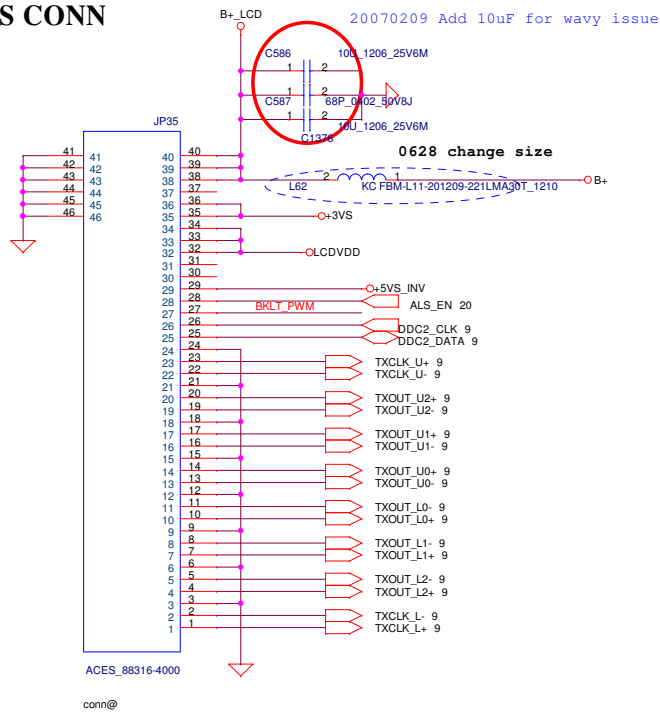 S CONN
B+_LCD
20070209 Add 10uF for wavy issue
C586 10U_1206_25V6M
1 2
C587 68P_0402_50V8J
1 2
10U_1206_25V6M
1 2
C1376
JP35
0628 change size
41 41 40 40
42 42 39 39
43 43 38 38
L62 2 1 KC FBM-L11-201209-221LMA30T_1210 B+
44 44 37 37
45 45 36 36
46 46 35 35 +3VS
34 34
33 33
32 32 LCDVDD
31 31
30 30
29 29 +5VS_INV
28 28 ALS_EN 20
27 27 BKLT_PWM
26 26 DDC2_CLK 9
25 25 DDC2_DATA 9
24 24
23 23 TXCLK_U+ 9
22 22 TXCLK_U- 9
21 21
20 20 TXOUT_U2+ 9
19 19 TXOUT_U2- 9
18 18
17 17 TXOUT_U1+ 9
16 16 TXOUT_U1- 9
15 15
14 14 TXOUT_U0+ 9
13 13 TXOUT_U0- 9
12 12
11 11 TXOUT_L0- 9
10 10 TXOUT_L0+ 9
9 9
8 8 TXOUT_L1- 9
7 7 TXOUT_L1+ 9
6 6
5 5 TXOUT_L2- 9
4 4 TXOUT_L2+ 9
3 3
2 2 TXCLK_L- 9
1 1 TXCLK_L+ 9
ACES_88316-4000
conn@